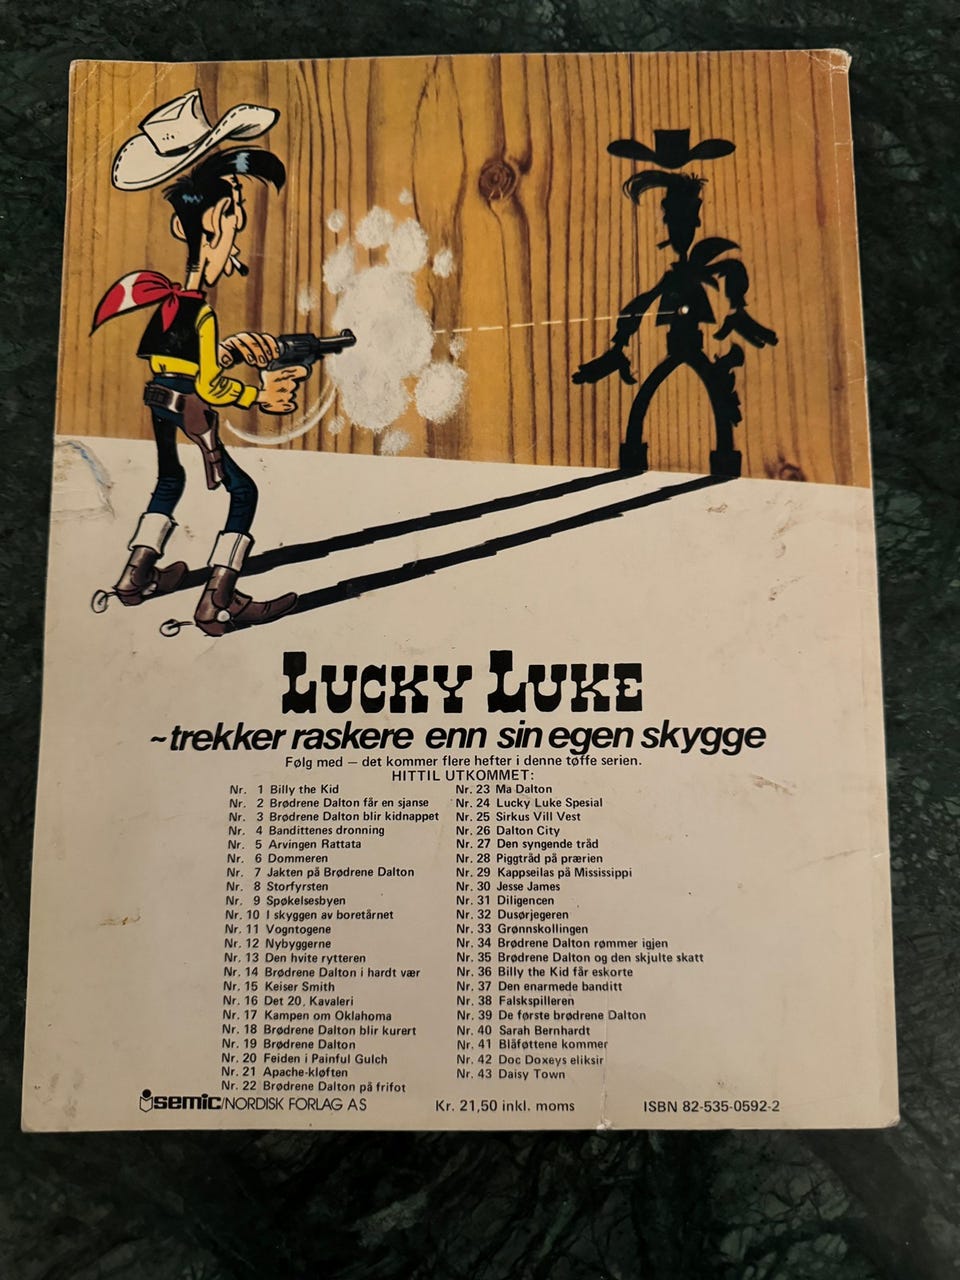 LUCKY LUKE
~trekker raskere enn sin egen skygge
Følg med — det kommer flere hefter i denne tøffe serien.
HITTIL UTKOMMET:
Nr. 1 Billy the Kid
Nr. 2 Brødrene Dalton får en sjanse
Nr. 3 Brødrene Dalton blir kidnappet
Nr. 4 Bandittenes dronning
Nr. 5 Arvingen Rattata
Nr. 6 Dommeren
Nr. 7 Jakten på Brødrene Dalton
Nr. 8 Storfyrsten
Nr. 9 Spøkelsesbyen
Nr. 10 I skyggen av boretårnet
Nr. 11 Vogntogene
Nr. 12 Nybyggerne
Nr. 13 Den hvite rytteren
Nr. 14 Brødrene Dalton i hardt vær
Nr. 15 Keiser Smith
Nr. 16 Det 20. Kavaleri
Nr. 17 Kampen om Oklahoma
Nr. 18 Brødrene Dalton blir kurert
Nr. 19 Brødrene Dalton
Nr. 20 Feiden i Painful Gulch
Nr. 21 Apache-kløften
Nr. 22 Brødrene Dalton på frifot
Nr. 23 Ma Dalton
Nr. 24 Lucky Luke Spesial
Nr. 25 Sirkus Vill Vest
Nr. 26 Dalton City
Nr. 27 Den syngende tråd
Nr. 28 Piggtråd på prærien
Nr. 29 Kappseilas på Mississippi
Nr. 30 Jesse James
Nr. 31 Diligencen
Nr. 32 Dusørjegeren
Nr. 33 Grønnskollingen
Nr. 34 Brødrene Dalton rømmer igjen
Nr. 35 Brødrene Dalton og den skjulte skatt
Nr. 36 Billy the Kid får eskorte
Nr. 37 Den enarmede banditt
Nr. 38 Falskspilleren
Nr. 39 De første brødrene Dalton
Nr. 40 Sarah Bernhardt
Nr. 41 Blåføttene kommer
Nr. 42 Doc Doxeys eliksir
Nr. 43 Daisy Town
semic/NORDISK FORLAG AS
Kr. 21,50 inkl. moms
ISBN 82-535-0592-2